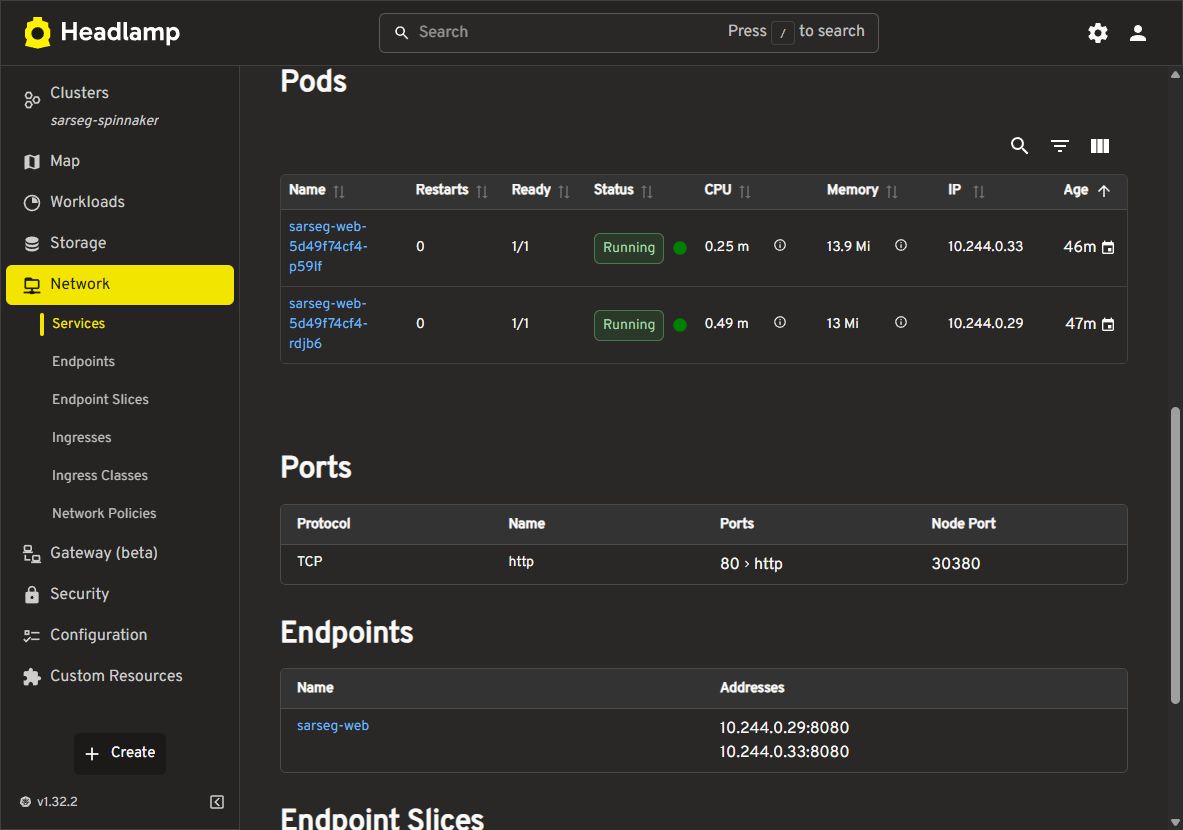 Headlamp
Search Press / to search
Clusters
sarseg-spinnaker
Map
Workloads
Storage
Network
Services
Endpoints
Endpoint Slices
Ingresses
Ingress Classes
Network Policies
Gateway (beta)
Security
Configuration
Custom Resources
Create
v1.32.2
Pods
Name Restarts Ready Status CPU Memory IP Age
sarseg-web-
5d49f74cf4-
p59lf
0 1/1 Running 0.25 m 13.9 Mi 10.244.0.33 46m
sarseg-web-
5d49f74cf4-
rdjb6
0 1/1 Running 0.49 m 13 Mi 10.244.0.29 47m
Ports
Protocol Name Ports Node Port
TCP http 80 › http 30380
Endpoints
Name Addresses
sarseg-web 10.244.0.29:8080
10.244.0.33:8080
Endpoint Slices